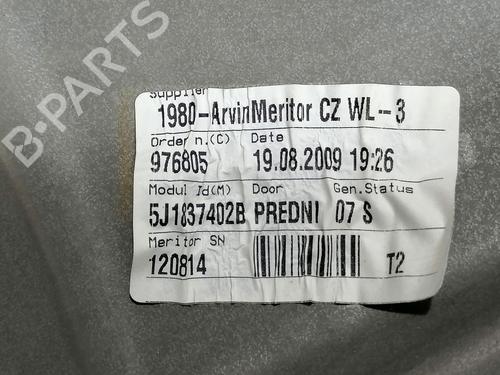 B-PARTS
Supplier
1980-ArvinMeritor CZ WL--3
Order n.(C) Date
976805 19.08.2009 19:26
Modul Id(M) Door Gen.Status
5J1837402B PREDNI 07 S
Meritor SN
120814 T2